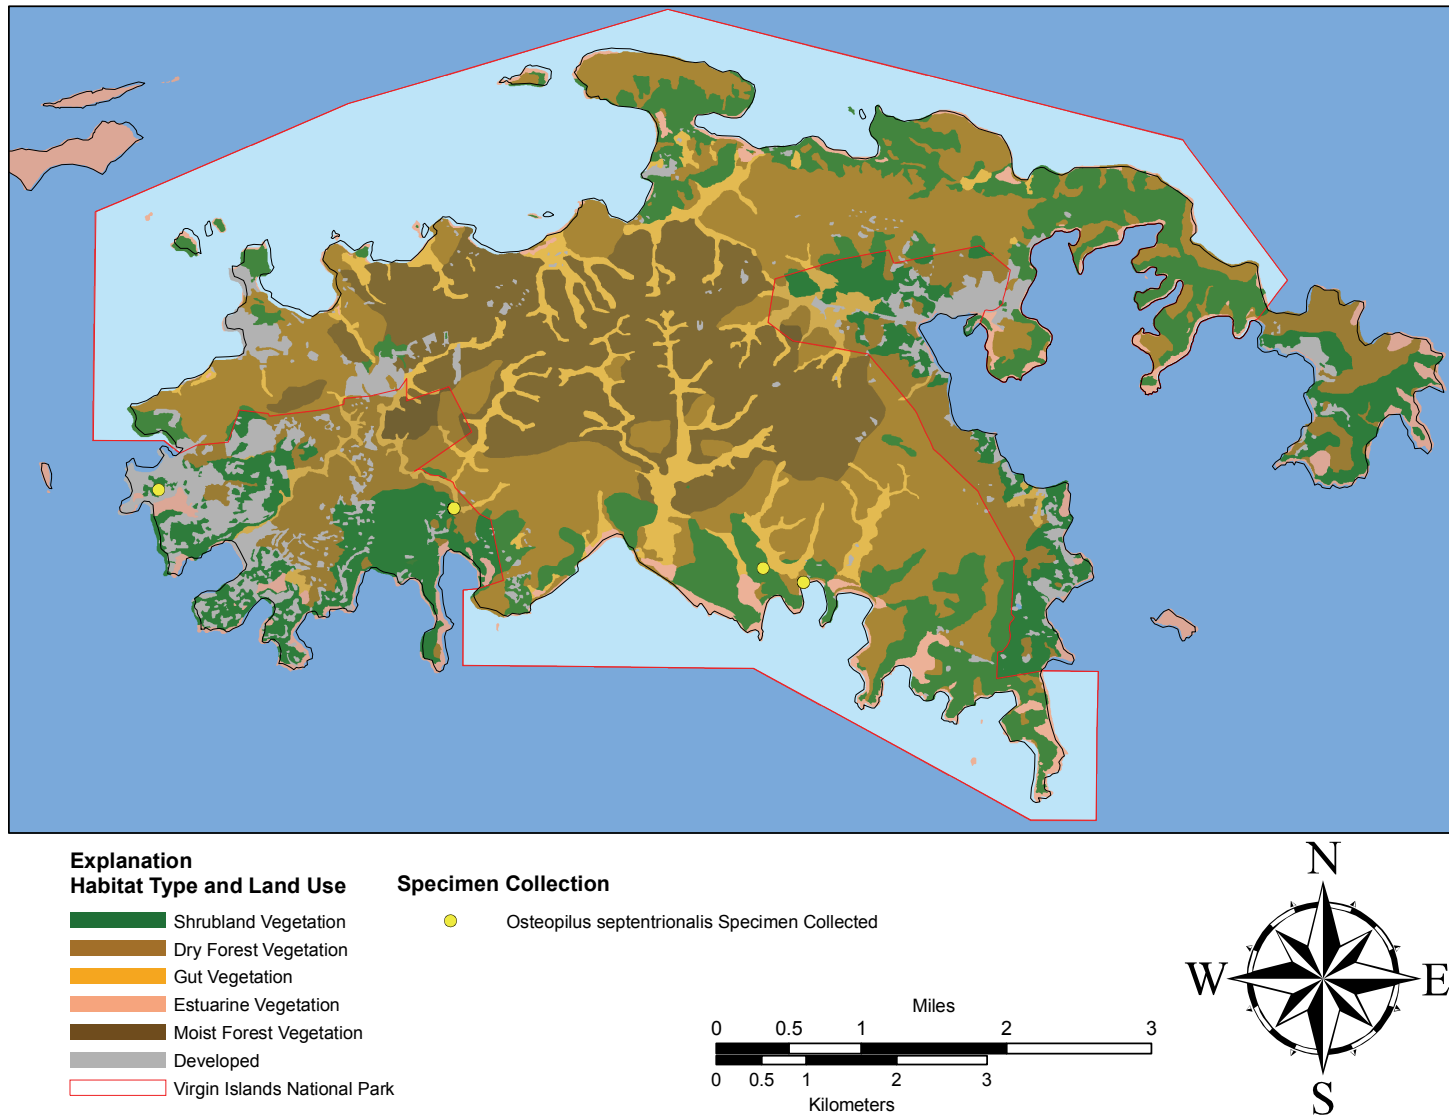 Explanation
Habitat Type and Land Use
Shrubland Vegetation
Dry Forest Vegetation
Gut Vegetation
Estuarine Vegetation
Moist Forest Vegetation
Developed
Virgin Islands National Park
Specimen Collection
Osteopilus septentrionalis Specimen Collected
Miles
0 0.5 1 2 3
0 0.5 1 2 3
Kilometers
N
W E
S